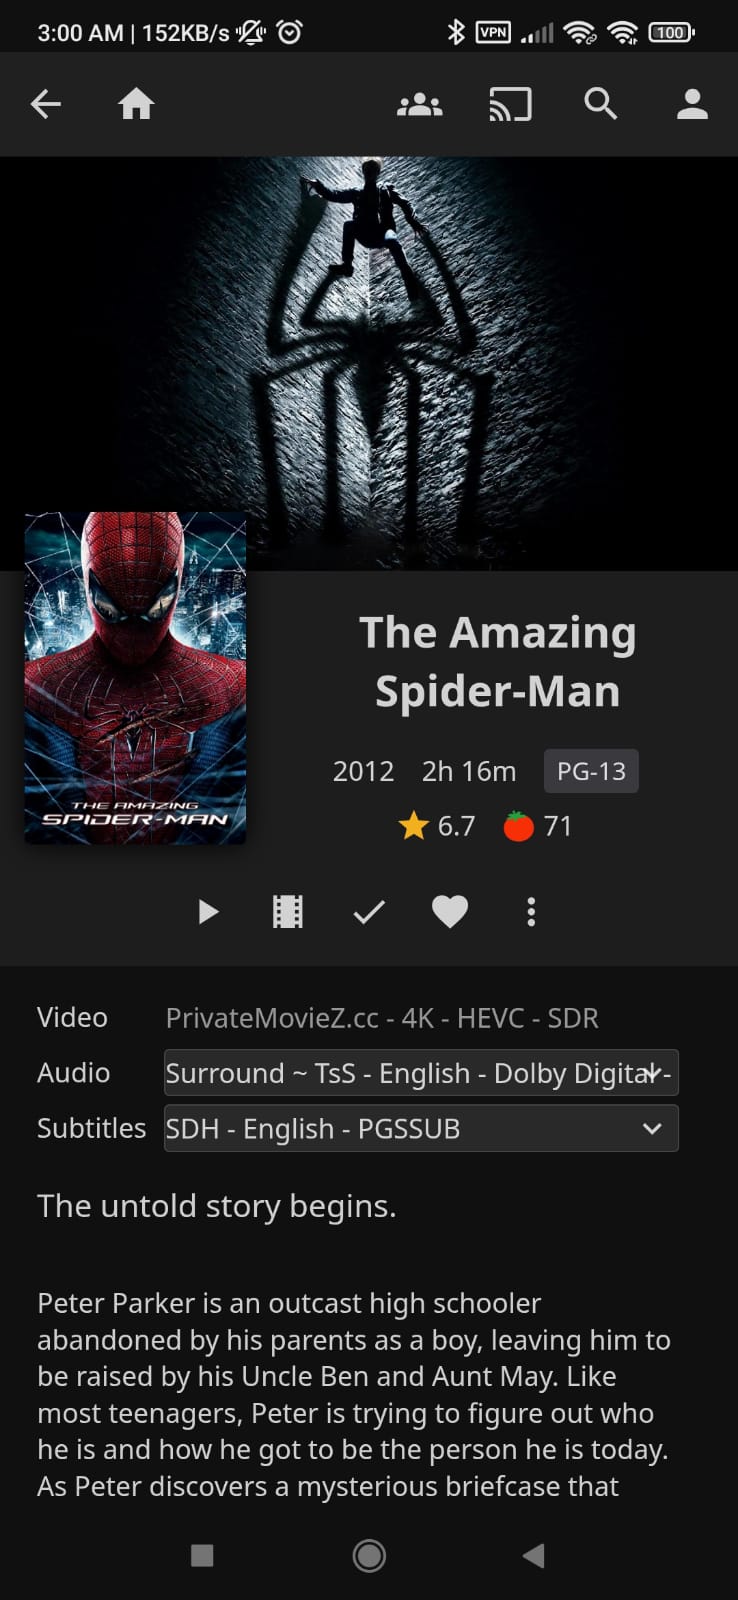 3:00 AM | 152KB/s VPN 100
The Amazing
Spider-Man
THE AMAZING
SPIDER-MAN
2012 2h 16m PG-13
6.7 71
Video PrivateMovieZ.cc - 4K - HEVC - SDR
Audio Surround ~ TsS - English - Dolby Digital -
Subtitles SDH - English - PGSSUB
The untold story begins.
Peter Parker is an outcast high schooler
abandoned by his parents as a boy, leaving him to
be raised by his Uncle Ben and Aunt May. Like
most teenagers, Peter is trying to figure out who
he is and how he got to be the person he is today.
As Peter discovers a mysterious briefcase that